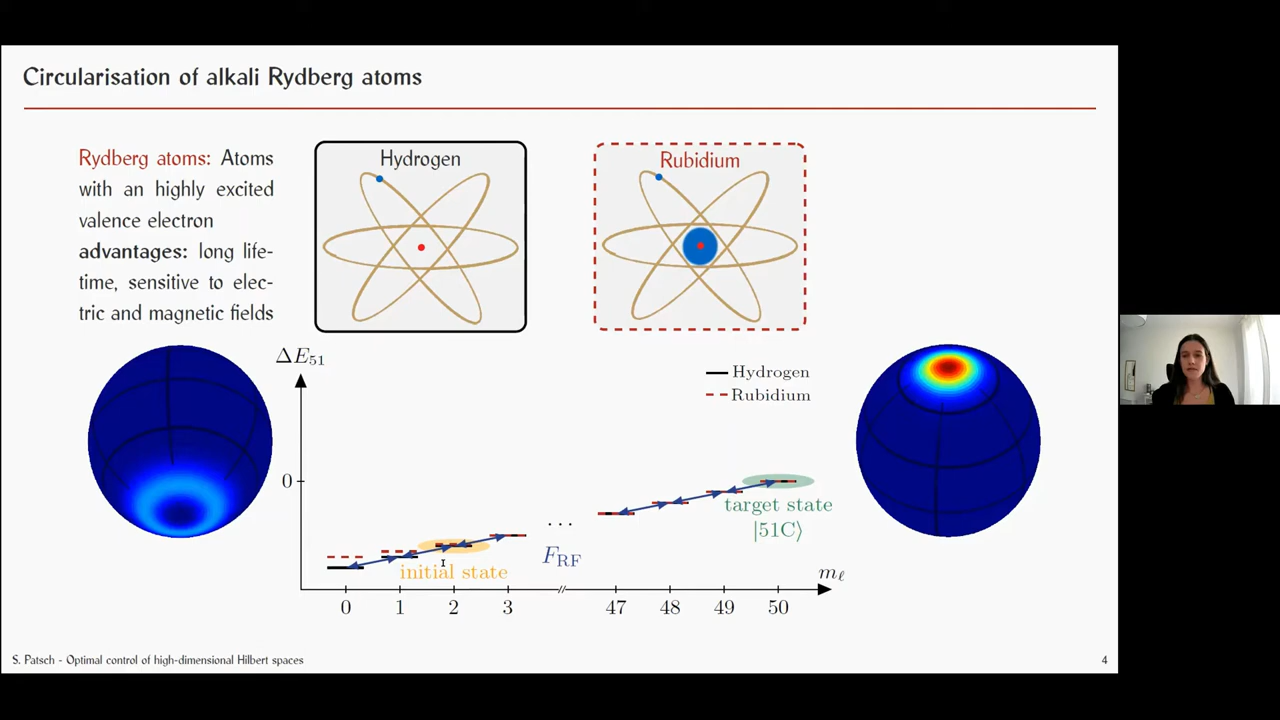 Circularisation of alkali Rydberg atoms
Rydberg atoms: Atoms
with an highly excited
valence electron
advantages: long life-
time, sensitive to elec-
tric and magnetic fields
Hydrogen
Rubidium
ΔE₅₁
Hydrogen
Rubidium
0
target state
|51C⟩
...
F_RF
initial state
m_ℓ
0 1 2 3 47 48 49 50
S. Patsch - Optimal control of high-dimensional Hilbert spaces
4